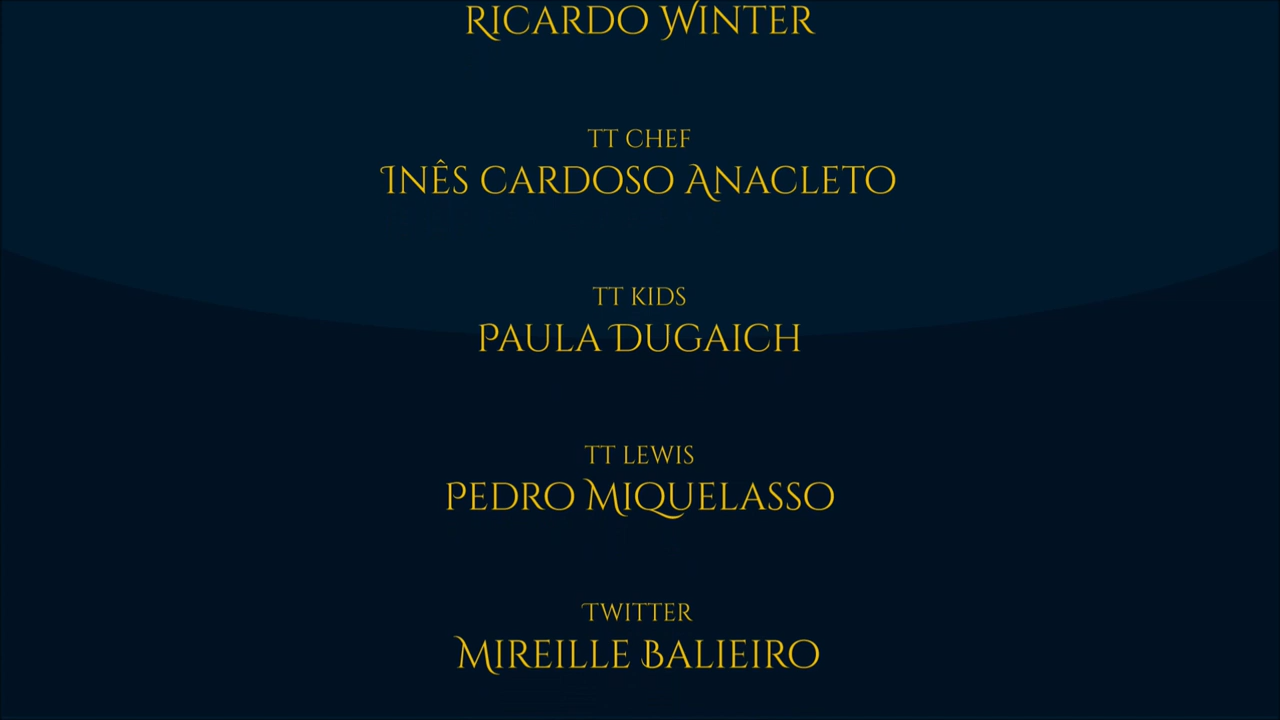 Ricardo Winter
TT Chef
Inês Cardoso Anacleto
TT Kids
Paula Dugaich
TT Lewis
Pedro Miquelasso
Twitter
Mireille Balieiro